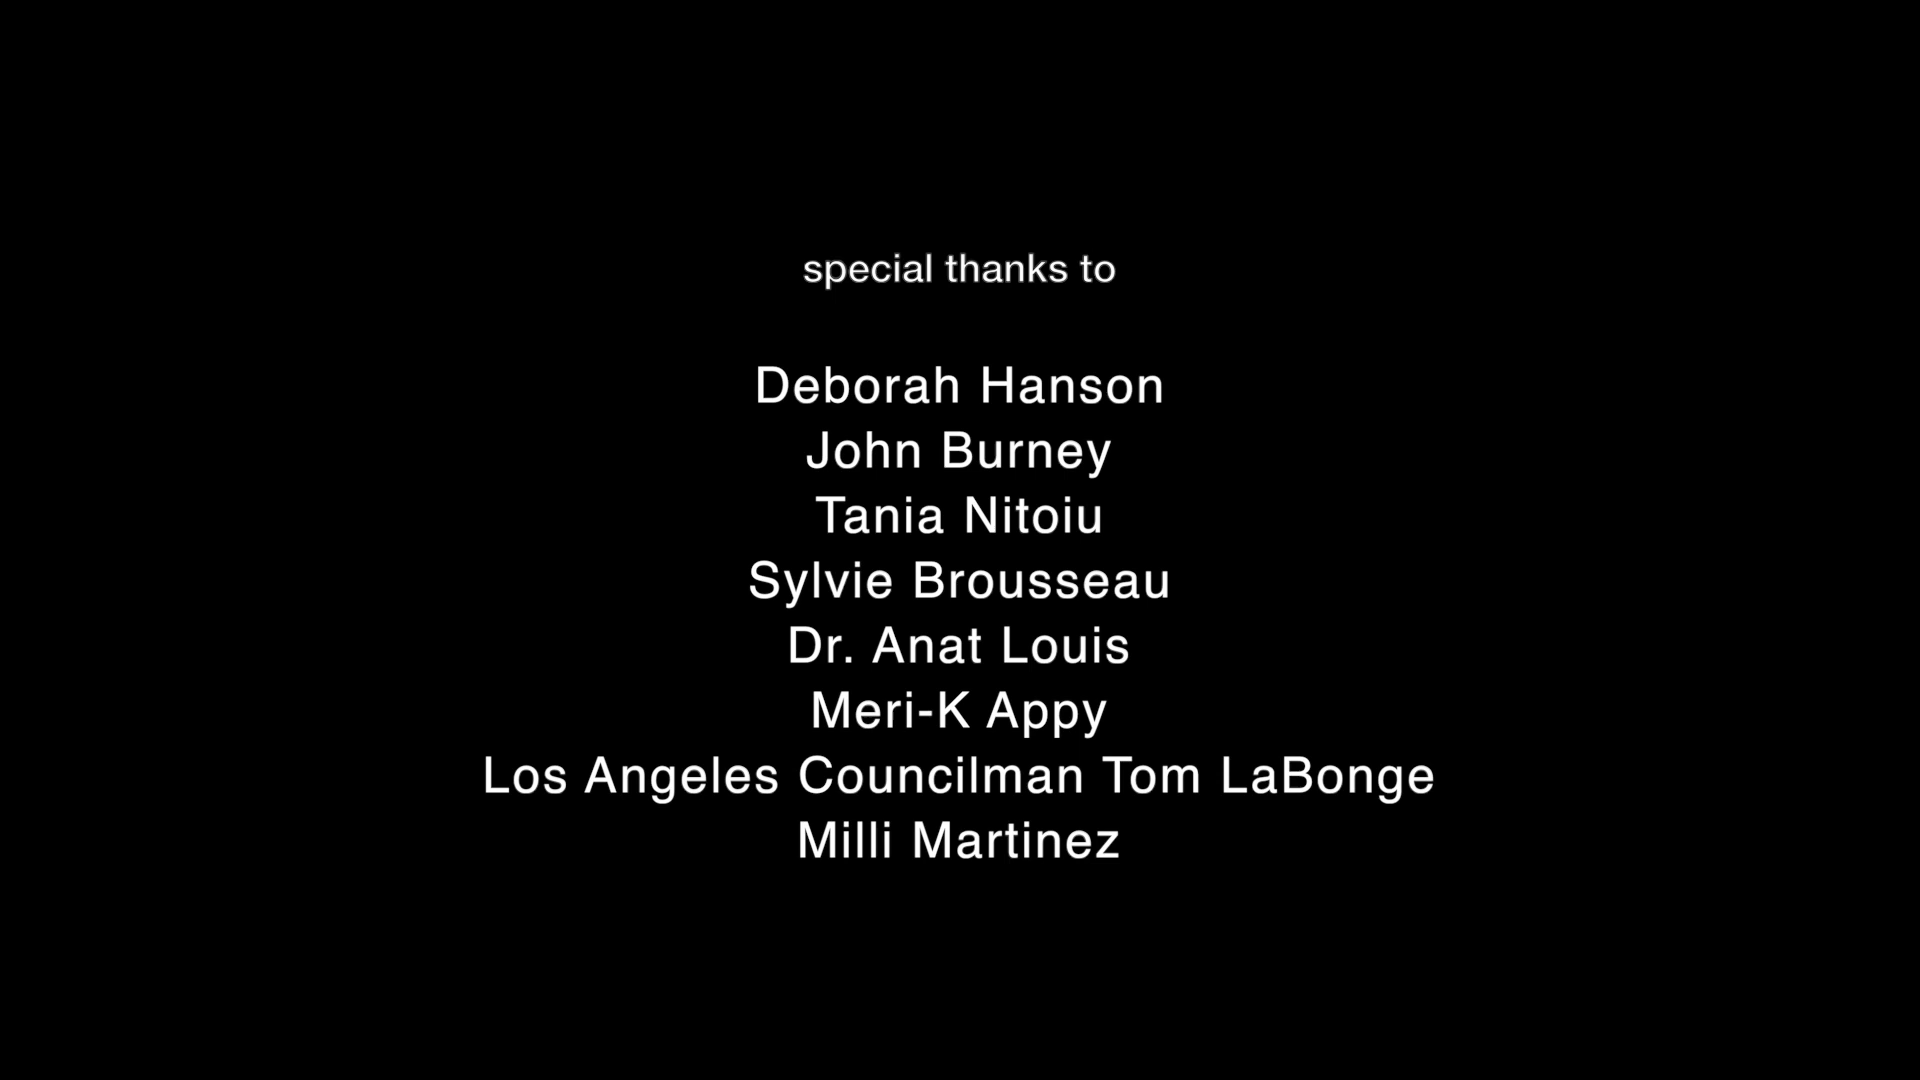 special thanks to
Deborah Hanson
John Burney
Tania Nitoiu
Sylvie Brousseau
Dr. Anat Louis
Meri-K Appy
Los Angeles Councilman Tom LaBonge
Milli Martinez